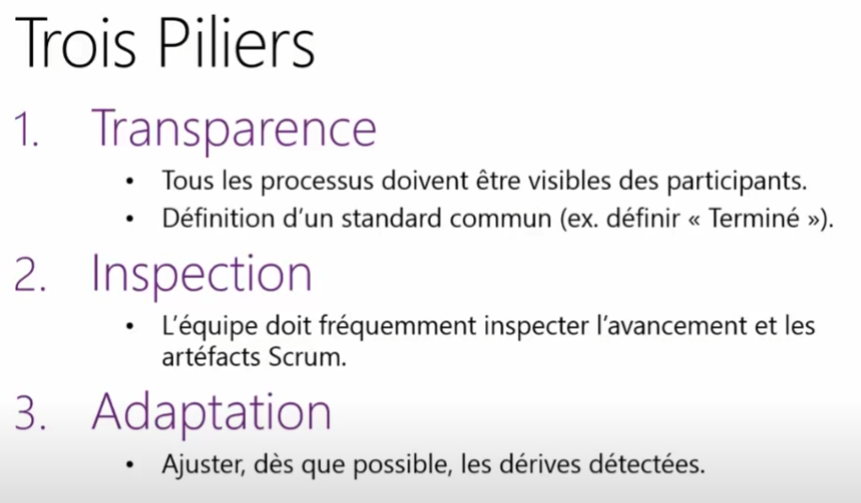 Trois Piliers
1. Transparence
• Tous les processus doivent être visibles des participants.
• Définition d'un standard commun (ex. définir « Terminé »).
2. Inspection
• L'équipe doit fréquemment inspecter l'avancement et les
artéfacts Scrum.
3. Adaptation
• Ajuster, dès que possible, les dérives détectées.